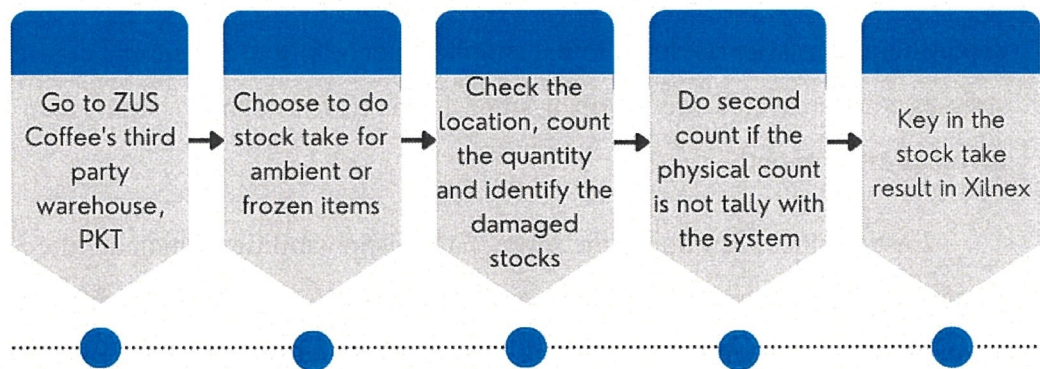 Go to ZUS
Coffee's third
party
warehouse,
PKT
Choose to do
stock take for
ambient or
frozen items
Check the
location, count
the quantity
and identify the
damaged
stocks
Do second
count if the
physical count
is not tally with
the system
Key in the
stock take
result in Xilnex